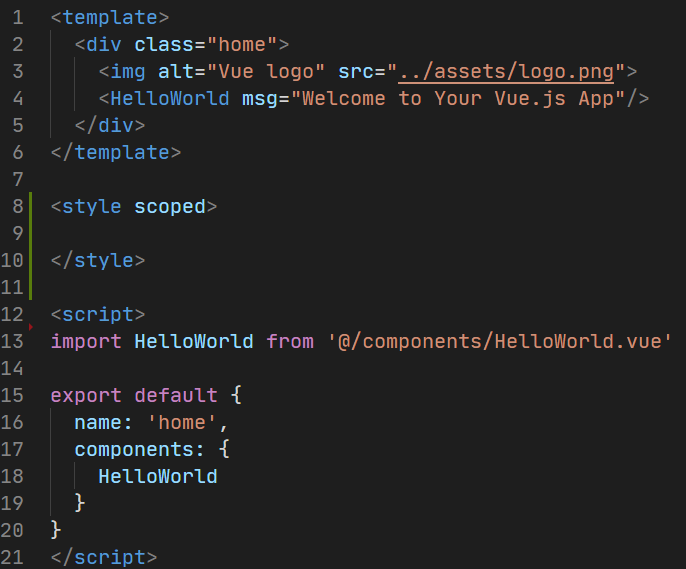 1 <template>
2   <div class="home">
3     <img alt="Vue logo" src="../assets/logo.png">
4     <HelloWorld msg="Welcome to Your Vue.js App"/>
5   </div>
6 </template>
7
8 <style scoped>
9
10 </style>
11
12 <script>
13 import HelloWorld from '@/components/HelloWorld.vue'
14
15 export default {
16   name: 'home',
17   components: {
18     HelloWorld
19   }
20 }
21 </script>